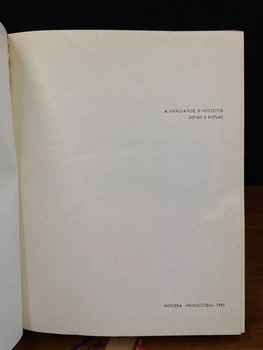 А. КАМШАЛОВ, В. НЕСТЕРОВ
ЭКРАН В БОРЬБЕ
МОСКВА «ИСКУССТВО», 1981